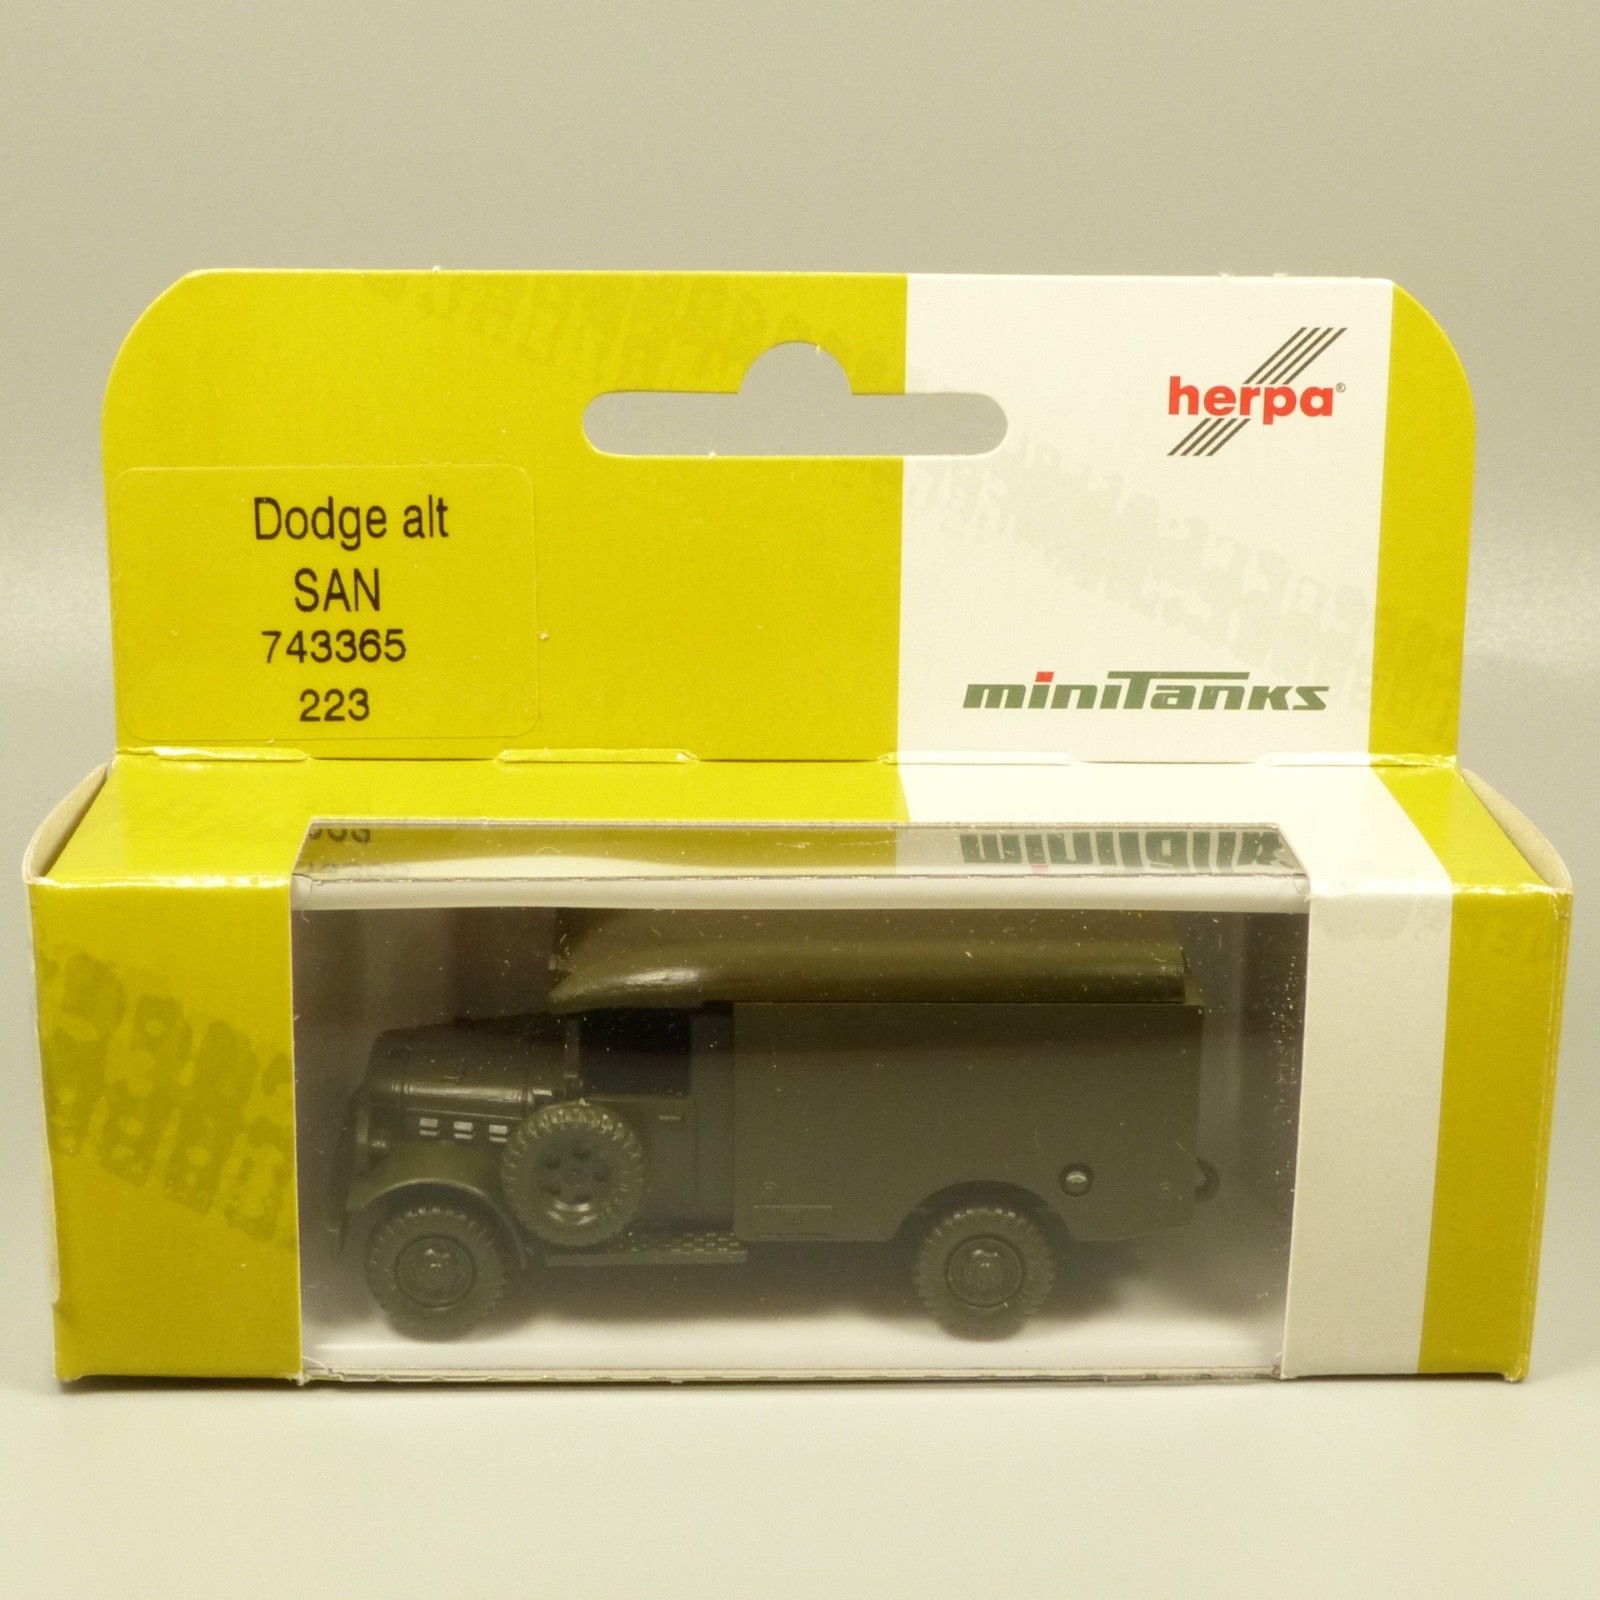 herpa®
Dodge alt
SAN
743365
223
miniTanks